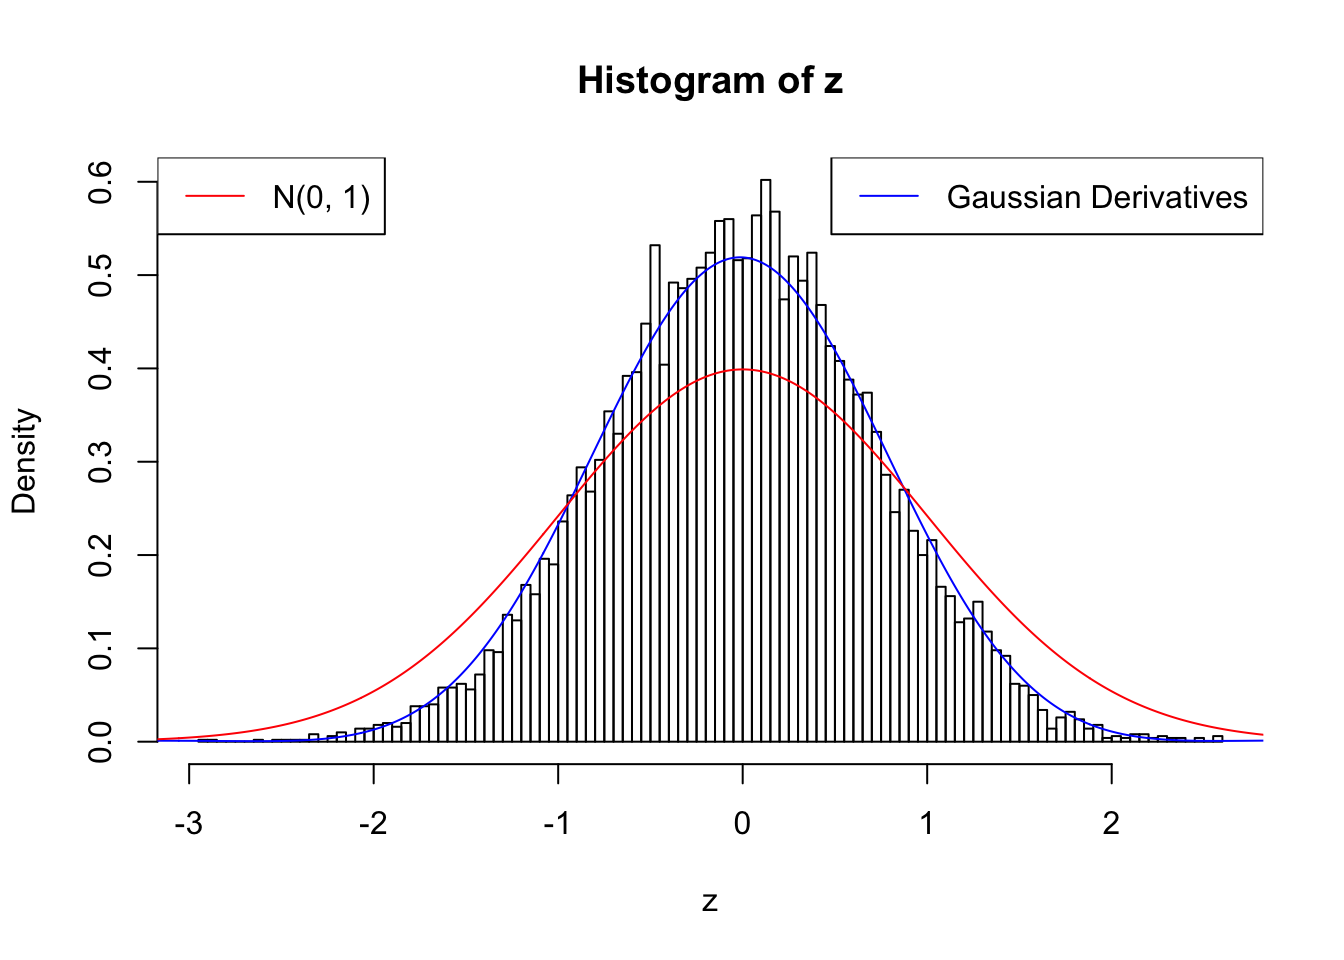 Histogram of z
N(0, 1)
Gaussian Derivatives
Density
0.6
0.5
0.4
0.3
0.2
0.1
0.0
-3 -2 -1 0 1 2
z